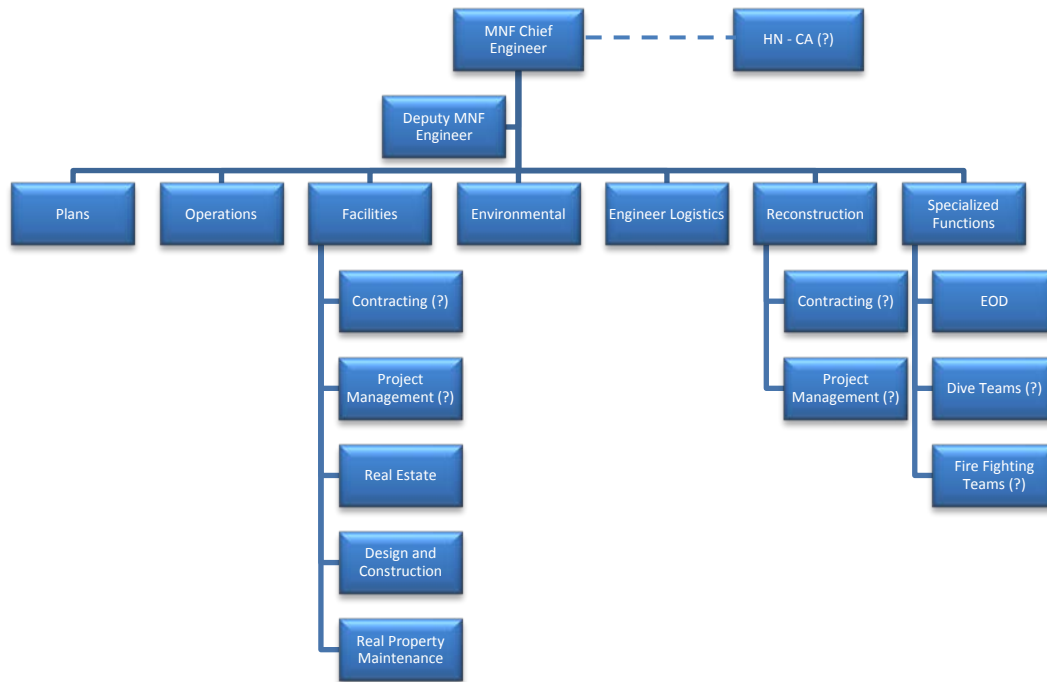 MNF Chief
Engineer
HN - CA (?)
Deputy MNF
Engineer
Plans
Operations
Facilities
Environmental
Engineer Logistics
Reconstruction
Specialized
Functions
Contracting (?)
Project
Management (?)
Real Estate
Design and
Construction
Real Property
Maintenance
Contracting (?)
Project
Management (?)
EOD
Dive Teams (?)
Fire Fighting
Teams (?)